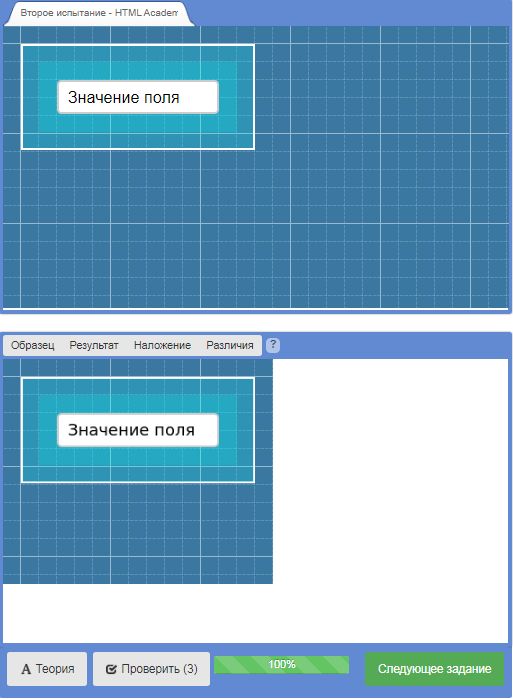 Второе испытание - HTML Academ
Значение поля
Образец Результат Наложение Различия ?
Значение поля
Теория Проверить (3) 100% Следующее задание